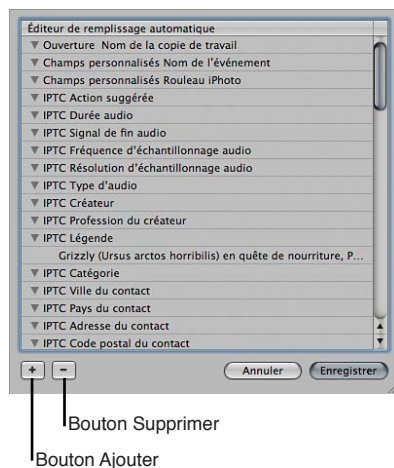 Éditeur de remplissage automatique
Ouverture Nom de la copie de travail
Champs personnalisés Nom de l'événement
Champs personnalisés Rouleau iPhoto
IPTC Action suggérée
IPTC Durée audio
IPTC Signal de fin audio
IPTC Fréquence d'échantillonnage audio
IPTC Résolution d'échantillonnage audio
IPTC Type d'audio
IPTC Créateur
IPTC Profession du créateur
IPTC Légende
Grizzly (Ursus arctos horribilis) en quête de nourriture, P...
IPTC Catégorie
IPTC Ville du contact
IPTC Pays du contact
IPTC Adresse du contact
IPTC Code postal du contact
+ − Annuler Enregistrer
Bouton Supprimer
Bouton Ajouter